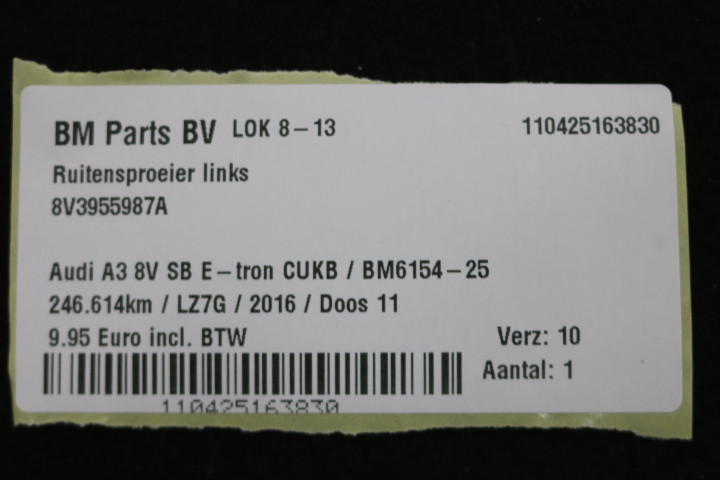 BM Parts BV LOK 8-13 110425163830
Ruitensproeier links
8V3955987A
Audi A3 8V SB E-tron CUKB / BM6154-25
246.614km / LZ7G / 2016 / Doos 11
9.95 Euro incl. BTW Verz: 10
Aantal: 1
110425163830